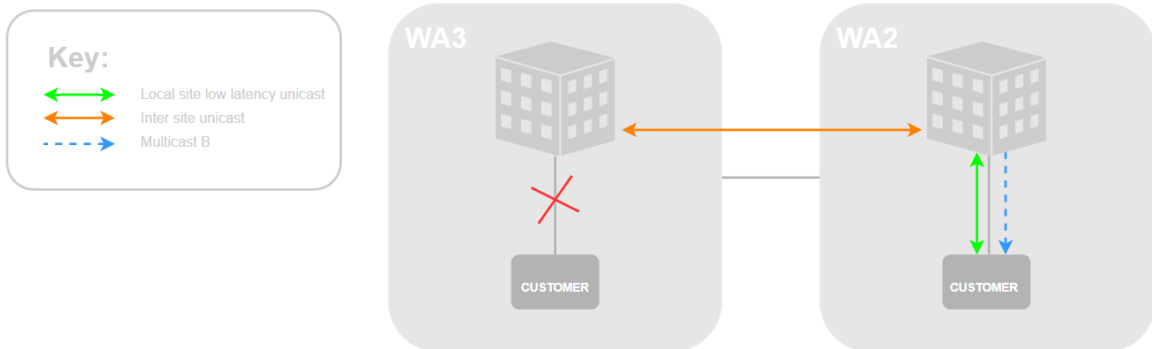 Key:
Local site low latency unicast
Inter site unicast
Multicast B
WA3
WA2
CUSTOMER
CUSTOMER